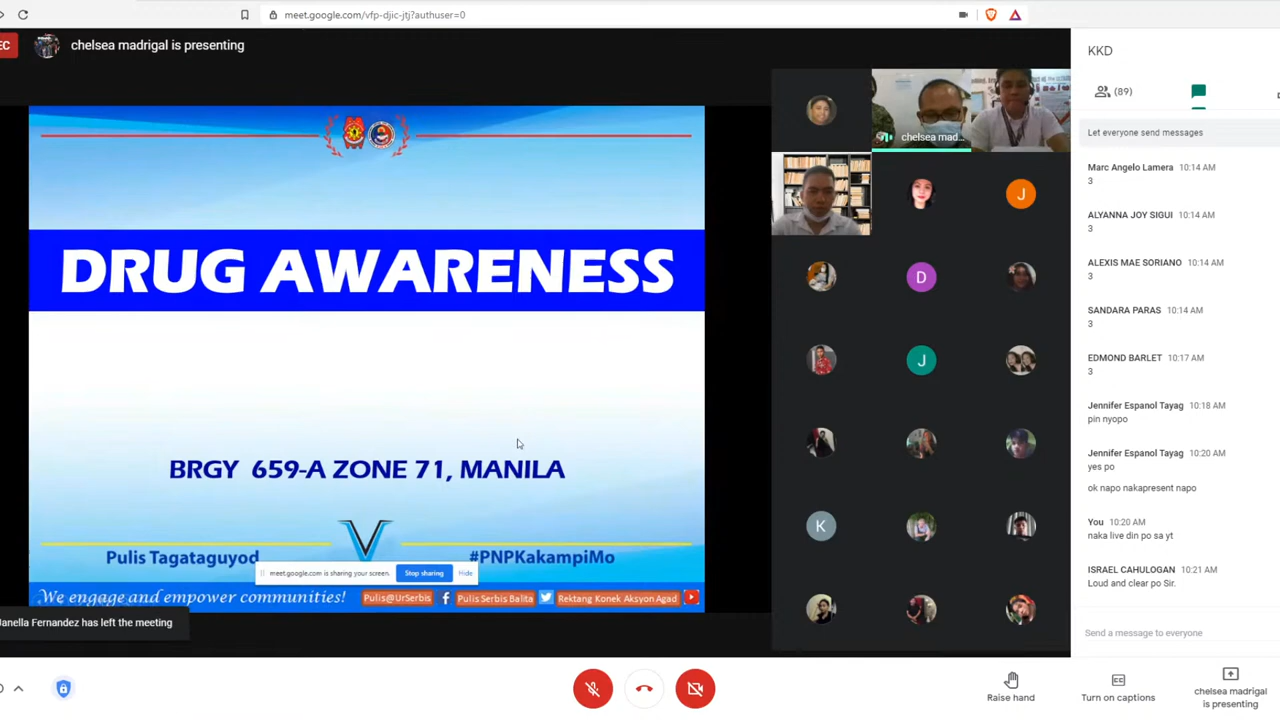 meet.google.com/vfp-djic-jtj?authuser=0
EC
chelsea madrigal is presenting
KKD
(89)
chelsea mad...
Let everyone send messages
Marc Angelo Lamera 10:14 AM
3
ALYANNA JOY SIGUI 10:14 AM
3
J
ALEXIS MAE SORIANO 10:14 AM
3
D
SANDARA PARAS 10:14 AM
3
EDMOND BARLET 10:17 AM
3
J
Jennifer Espanol Tayag 10:18 AM
pin nyopo
Jennifer Espanol Tayag 10:20 AM
yes po
ok napo nakapresent napo
K
You 10:20 AM
naka live din po sa yt
ISRAEL CAHULOGAN 10:21 AM
Loud and clear po Sir.
Send a message to everyone
DRUG AWARENESS
BRGY 659-A ZONE 71, MANILA
V
Pulis Tagataguyod #PNPKakampiMo
meet.google.com is sharing your screen. Stop sharing Hide
We engage and empower communities! Pulis@UrSerbis Pulis Serbis Balita Rektang Konek Aksyon Agad
Janella Fernandez has left the meeting
Raise hand
Turn on captions
chelsea madrigal
is presenting